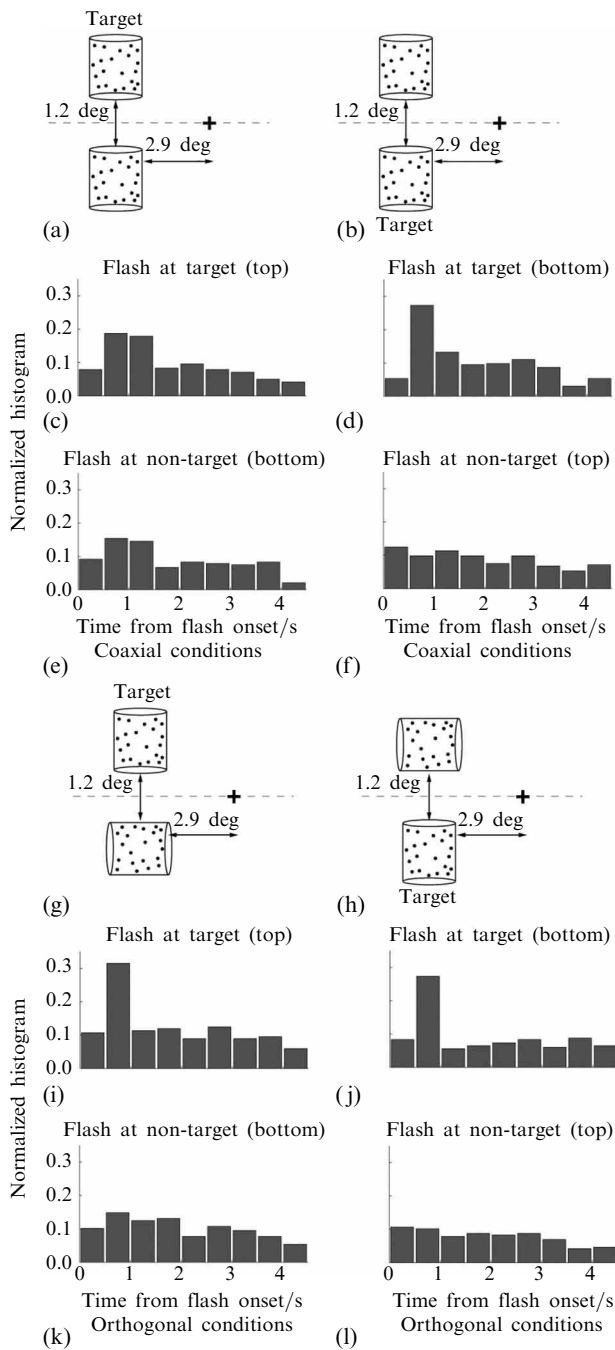 Target
1.2 deg
2.9 deg
(a)
1.2 deg
2.9 deg
Target
(b)
Normalized histogram
Flash at target (top)
0.3
0.2
0.1
0.0
(c)
Flash at target (bottom)
(d)
Flash at non-target (bottom)
0.3
0.2
0.1
0.0
0 1 2 3 4
Time from flash onset/s
(e) Coaxial conditions
Flash at non-target (top)
0 1 2 3 4
Time from flash onset/s
(f) Coaxial conditions
Target
1.2 deg
2.9 deg
(g)
1.2 deg
2.9 deg
Target
(h)
Normalized histogram
Flash at target (top)
0.3
0.2
0.1
0.0
(i)
Flash at target (bottom)
(j)
Flash at non-target (bottom)
0.3
0.2
0.1
0.0
0 1 2 3 4
Time from flash onset/s
(k) Orthogonal conditions
Flash at non-target (top)
0 1 2 3 4
Time from flash onset/s
(l) Orthogonal conditions